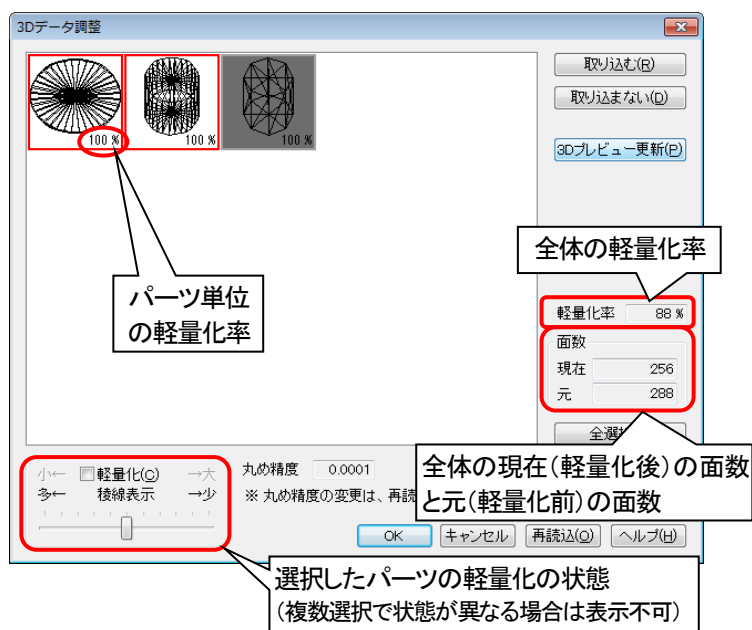 3Dデータ調整
100 %
100 %
100 %
取り込む(R)
取り込まない(D)
3Dプレビュー更新(P)
全体の軽量化率
パーツ単位
の軽量化率
軽量化率 88 %
面数
現在 256
元 288
全選
小← 軽量化(C) →大
多← 稜線表示 →少
丸め精度 0.0001
※ 丸め精度の変更は、再読
全体の現在(軽量化後)の面数
と元(軽量化前)の面数
OK キャンセル 再読込(O) ヘルプ(H)
選択したパーツの軽量化の状態
(複数選択で状態が異なる場合は表示不可)